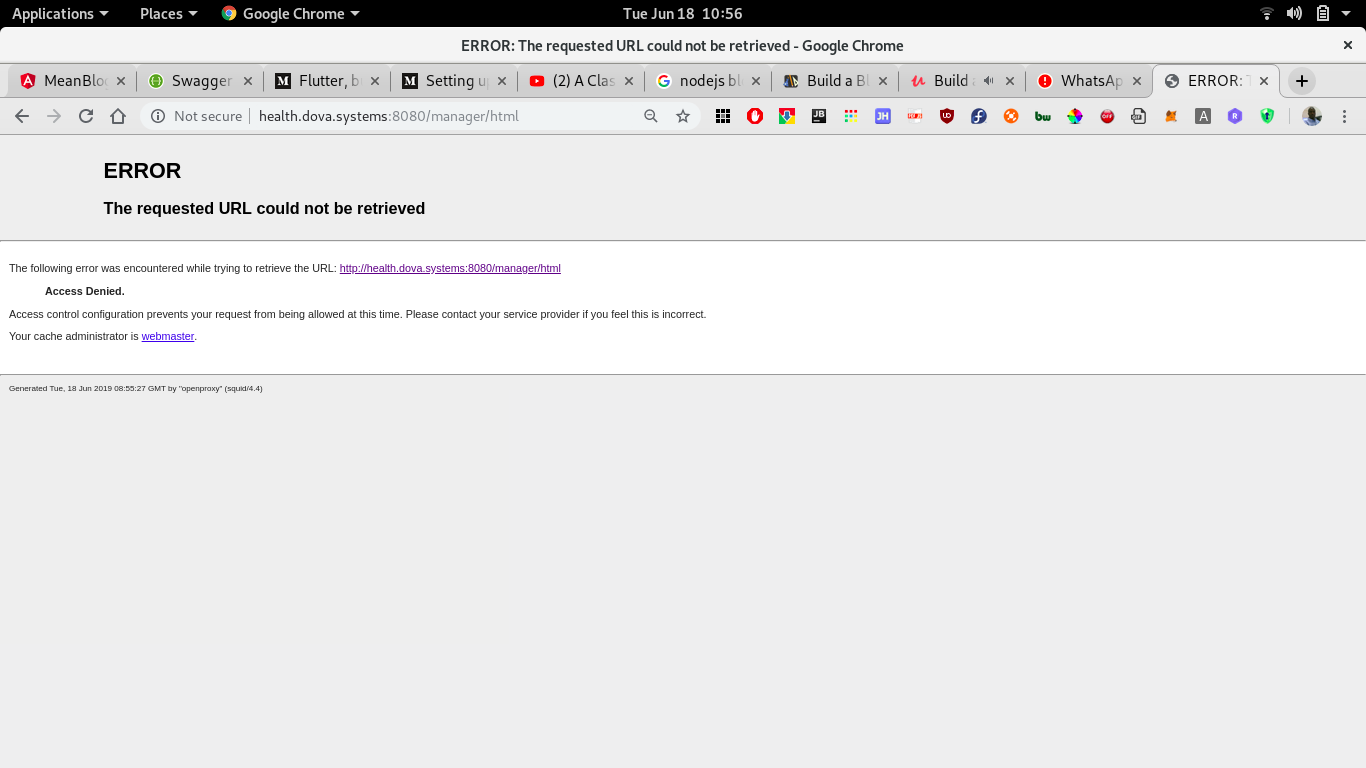 Applications Places Google Chrome Tue Jun 18 10:56
ERROR: The requested URL could not be retrieved - Google Chrome
MeanBlog Swagger Flutter, b Setting u (2) A Clas nodejs bl Build a Bl Build a WhatsAp ERROR: T
Not secure health.dova.systems:8080/manager/html
ERROR
The requested URL could not be retrieved
The following error was encountered while trying to retrieve the URL: http://health.dova.systems:8080/manager/html
Access Denied.
Access control configuration prevents your request from being allowed at this time. Please contact your service provider if you feel this is incorrect.
Your cache administrator is webmaster.
Generated Tue, 18 Jun 2019 08:55:27 GMT by "openproxy" (squid/4.4)